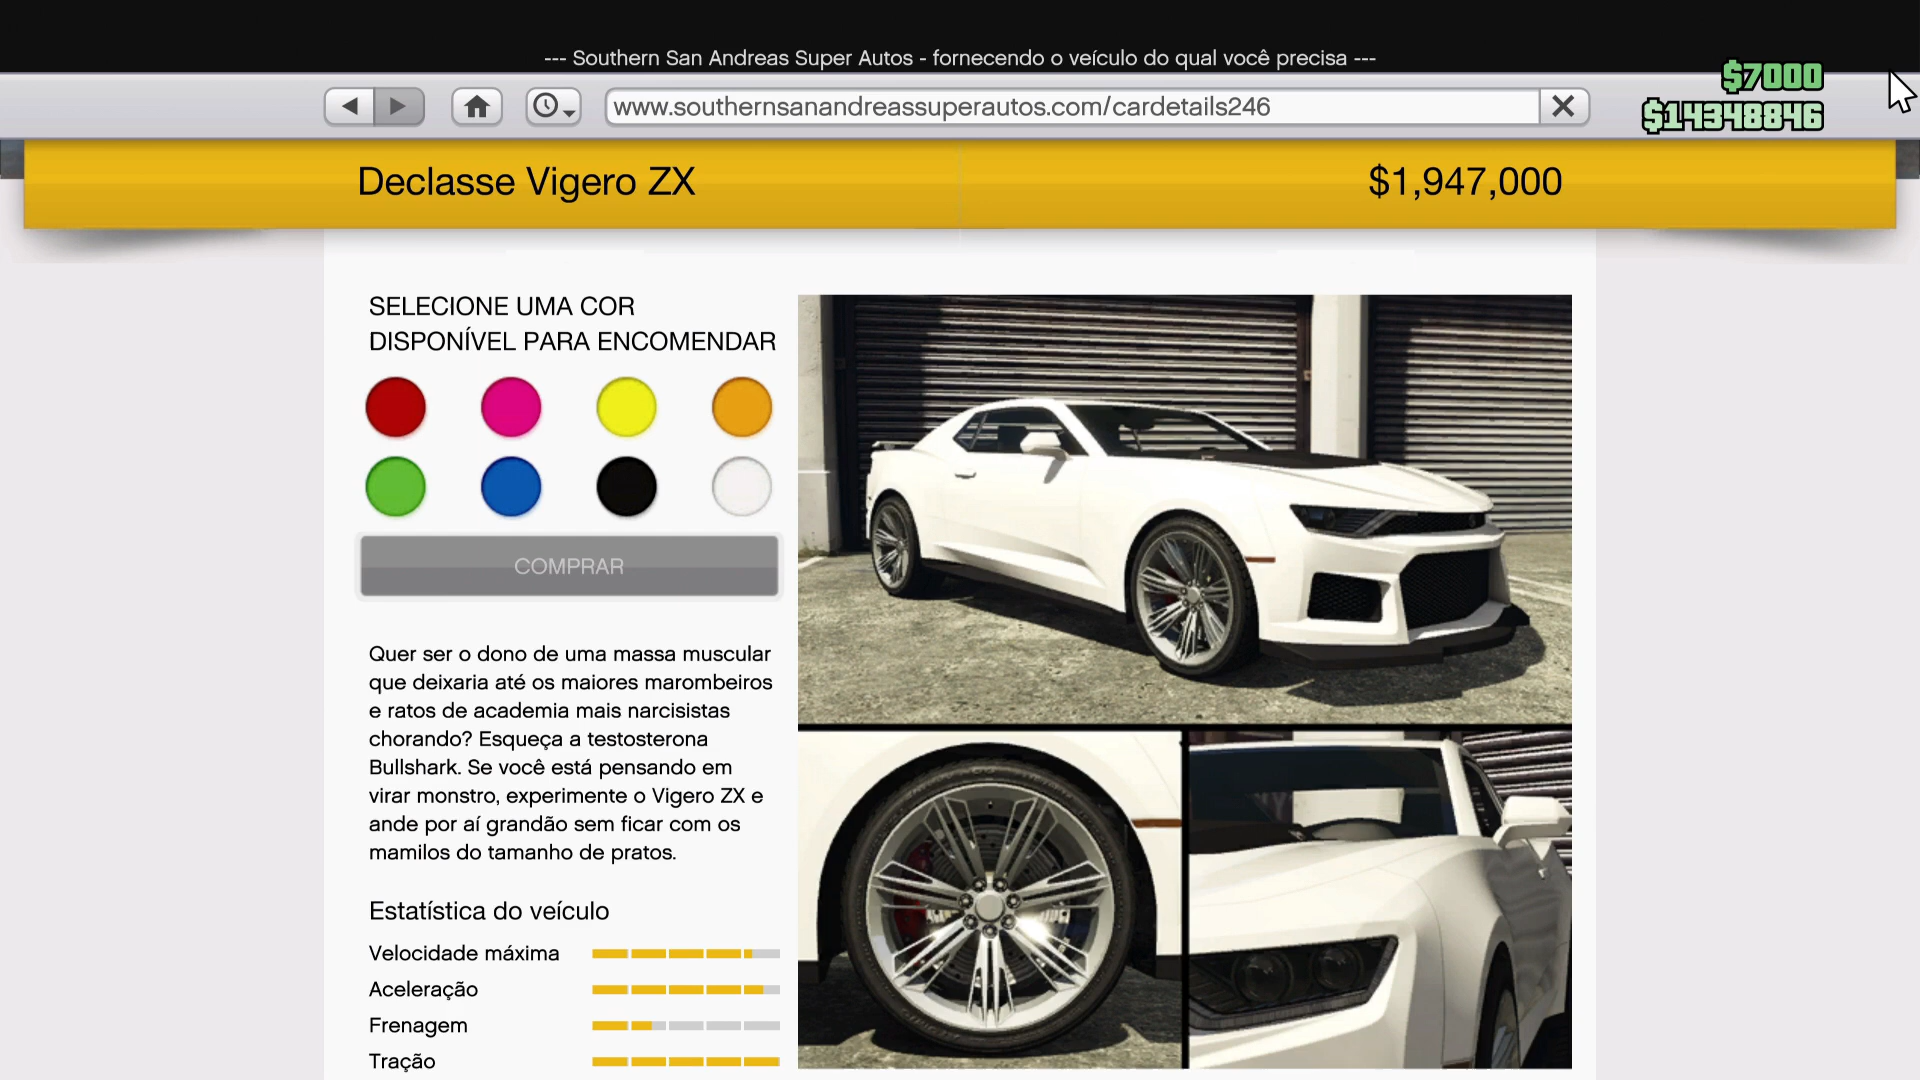 --- Southern San Andreas Super Autos - fornecendo o veículo do qual você precisa ---
$7000
www.southernsanandreassuperautos.com/cardetails246
$14348846
Declasse Vigero ZX
$1,947,000
SELECIONE UMA COR
DISPONÍVEL PARA ENCOMENDAR
COMPRAR
Quer ser o dono de uma massa muscular
que deixaria até os maiores marombeiros
e ratos de academia mais narcisistas
chorando? Esqueça a testosterona
Bullshark. Se você está pensando em
virar monstro, experimente o Vigero ZX e
ande por aí grandão sem ficar com os
mamilos do tamanho de pratos.
Estatística do veículo
Velocidade máxima
Aceleração
Frenagem
Tração